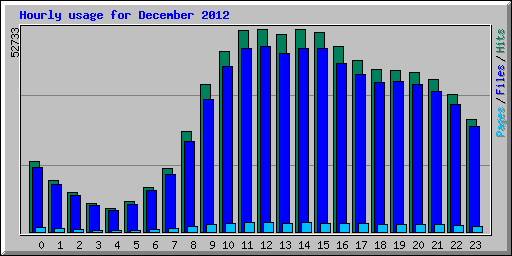 Hourly usage for December 2012
52733
Pages / Files / Hits
0 1 2 3 4 5 6 7 8 9 10 11 12 13 14 15 16 17 18 19 20 21 22 23